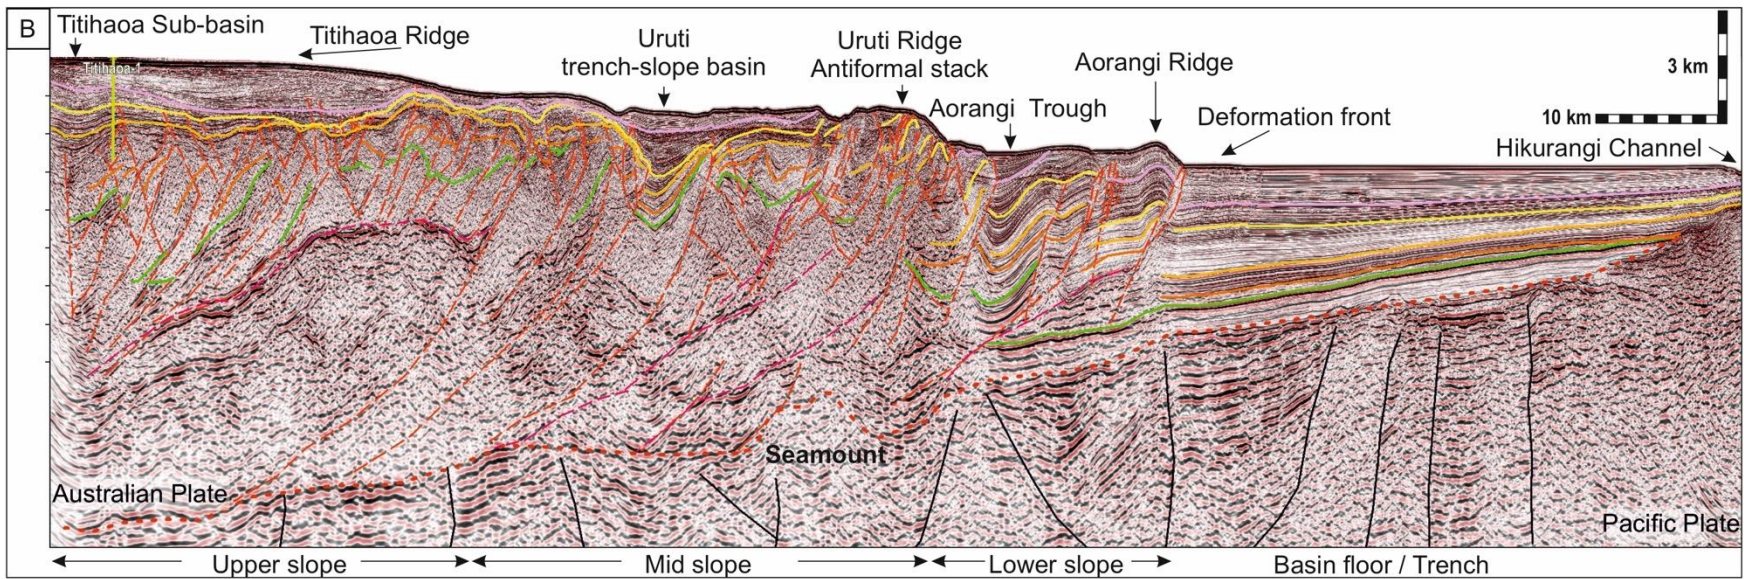 B
Titihaoa Sub-basin
Titihaoa-1
Titihaoa Ridge
Uruti
trench-slope basin
Uruti Ridge
Antiformal stack
Aorangi Trough
Aorangi Ridge
Deformation front
Hikurangi Channel
3 km
10 km
Seamount
Australian Plate
Pacific Plate
Upper slope
Mid slope
Lower slope
Basin floor / Trench